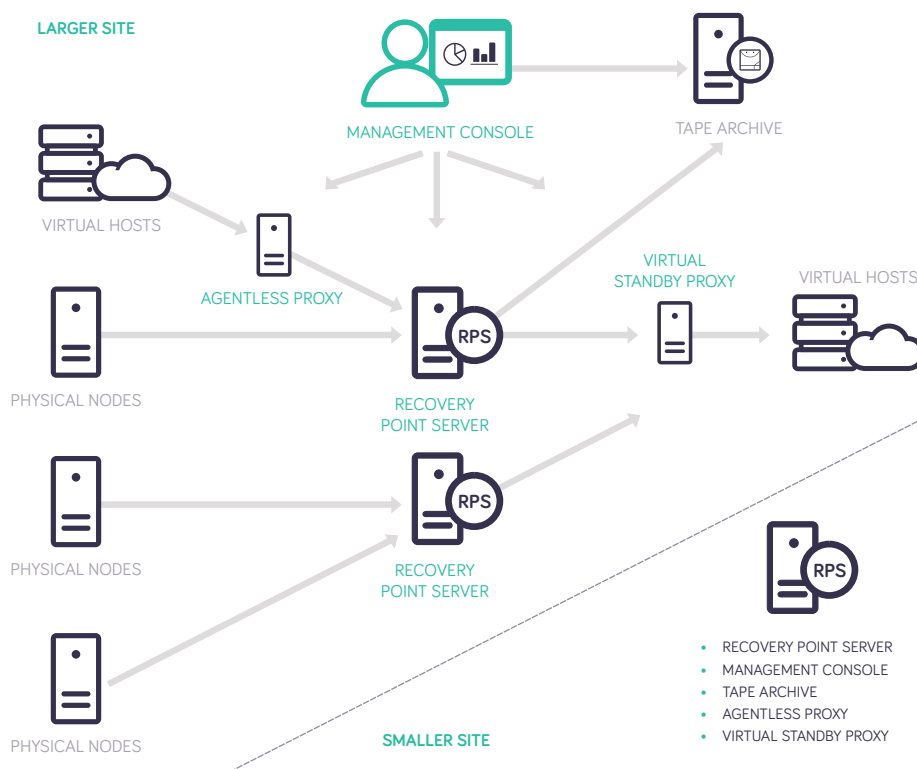 LARGER SITE
MANAGEMENT CONSOLE
TAPE ARCHIVE
VIRTUAL HOSTS
AGENTLESS PROXY
VIRTUAL
STANDBY PROXY
VIRTUAL HOSTS
RPS
PHYSICAL NODES
RECOVERY
POINT SERVER
RPS
PHYSICAL NODES
RECOVERY
POINT SERVER
RPS
• RECOVERY POINT SERVER
• MANAGEMENT CONSOLE
• TAPE ARCHIVE
• AGENTLESS PROXY
• VIRTUAL STANDBY PROXY
PHYSICAL NODES
SMALLER SITE